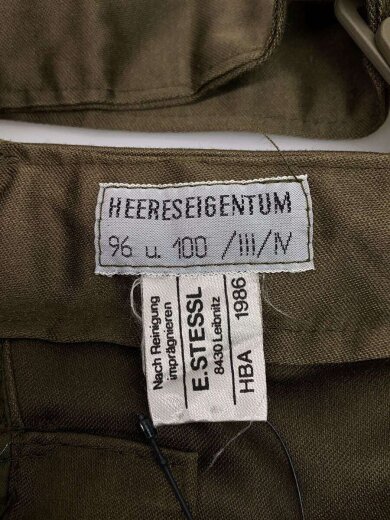 HEERESEIGENTUM
96 u. 100 /III/IV
Nach Reinigung
imprägnieren
E.STESSL
8430 Leibnitz
HBA 1986